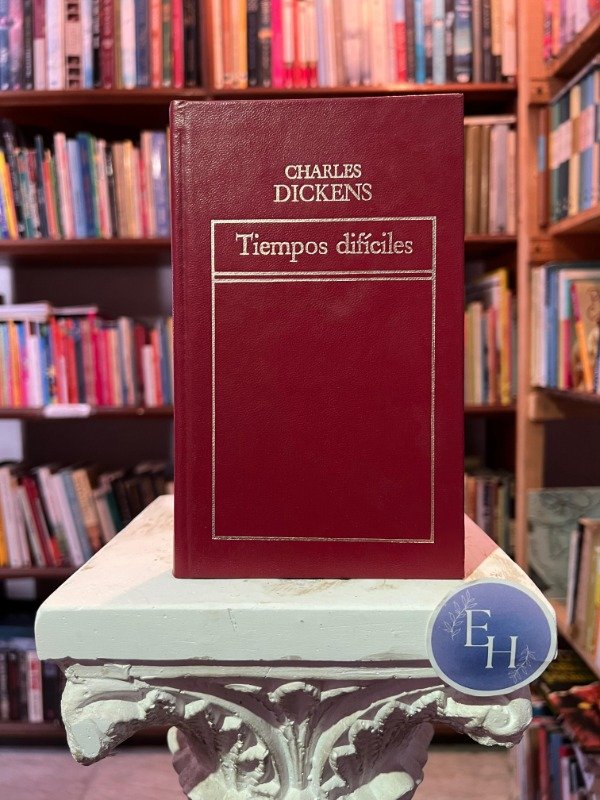 CHARLES
DICKENS
Tiempos difíciles
EH